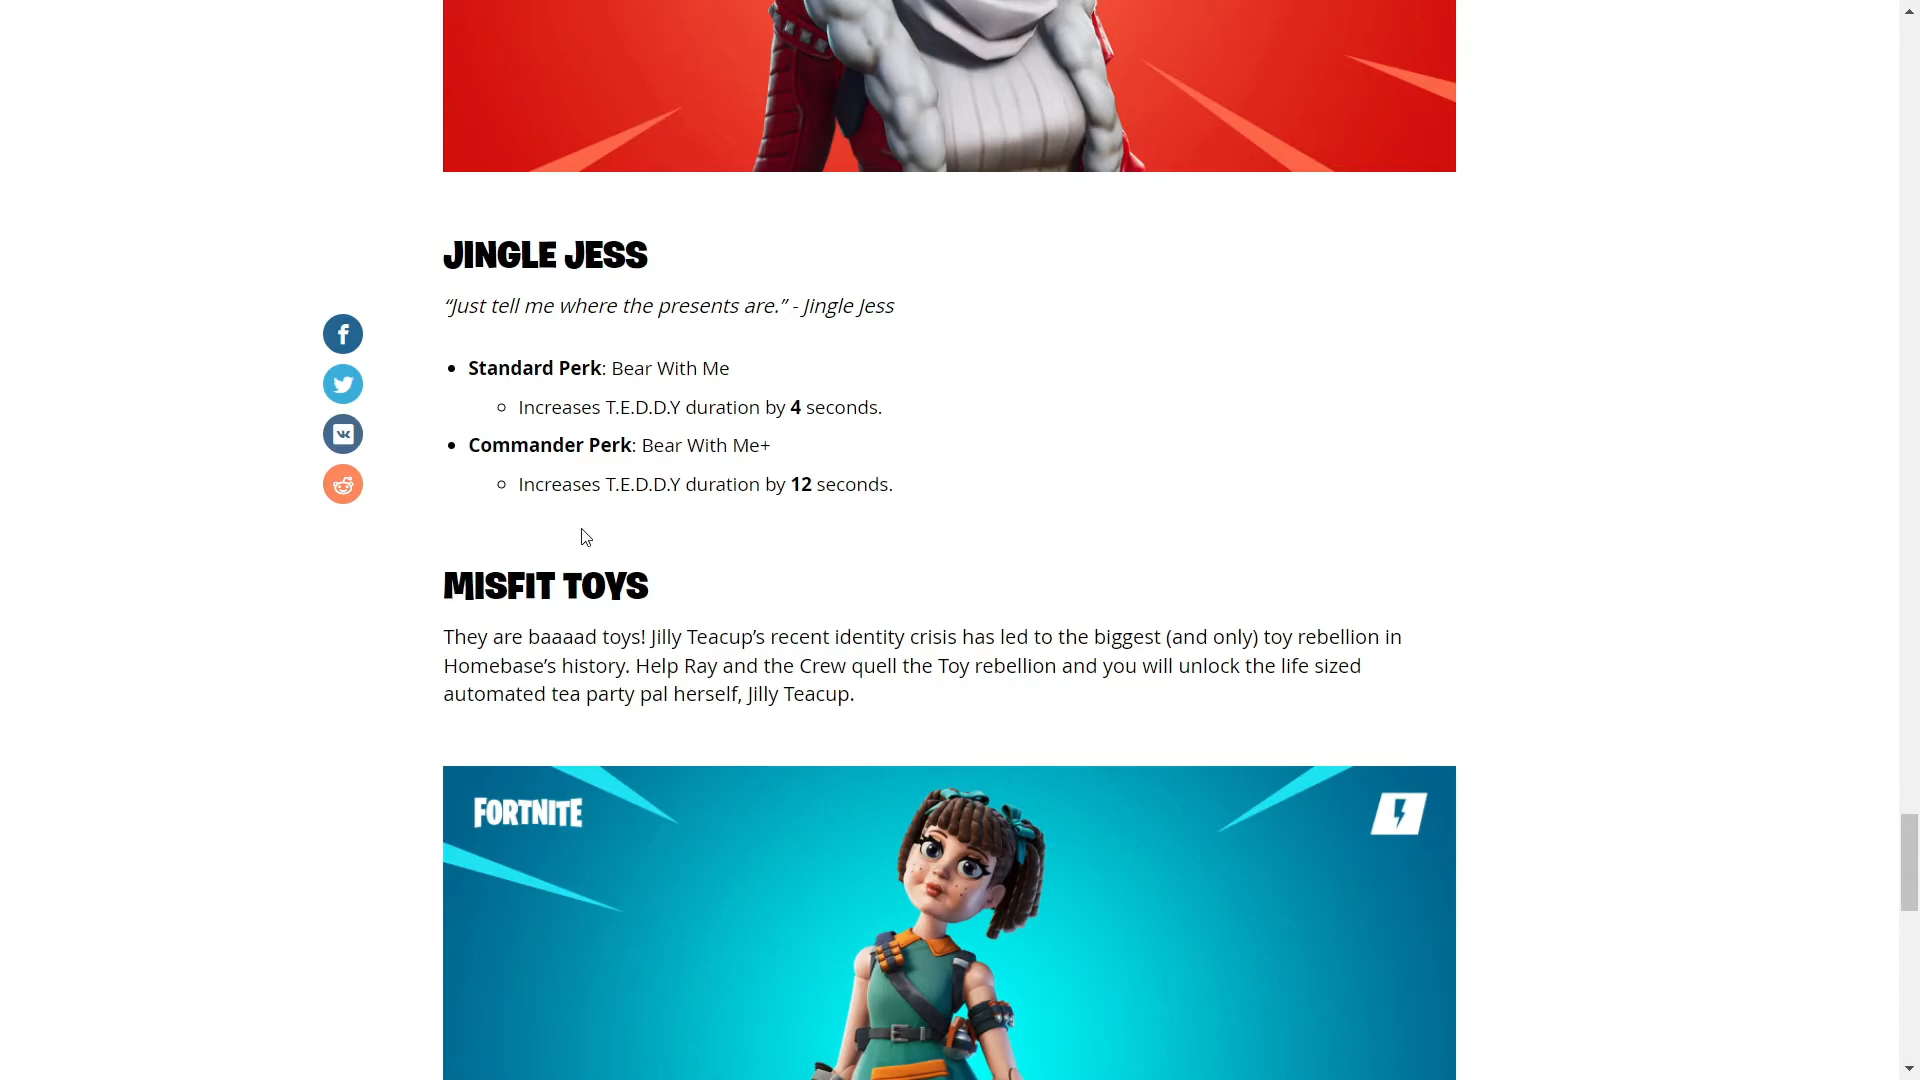 JINGLE JESS
“Just tell me where the presents are.” - Jingle Jess
Standard Perk: Bear With Me
Increases T.E.D.D.Y duration by 4 seconds.
Commander Perk: Bear With Me+
Increases T.E.D.D.Y duration by 12 seconds.
MISFIT TOYS
They are baaaad toys! Jilly Teacup’s recent identity crisis has led to the biggest (and only) toy rebellion in
Homebase’s history. Help Ray and the Crew quell the Toy rebellion and you will unlock the life sized
automated tea party pal herself, Jilly Teacup.
FORTNITE